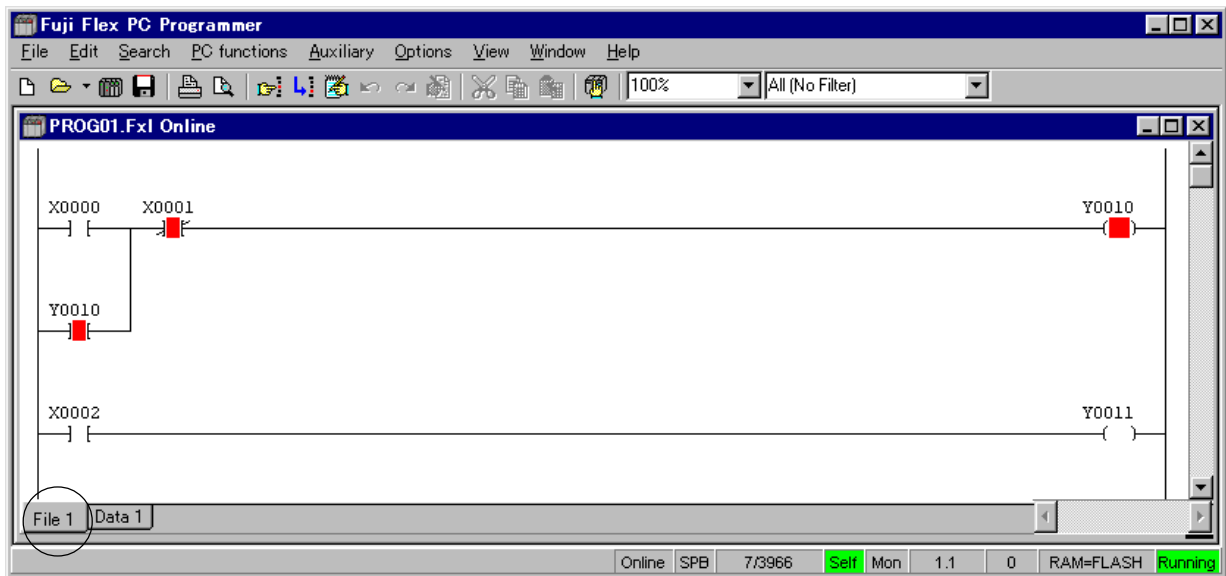 Fuji Flex PC Programmer
File Edit Search PC functions Auxiliary Options View Window Help
100% All (No Filter)
PROG01.Fxl Online
X0000 X0001 Y0010
Y0010
X0002 Y0011
File 1 Data 1
Online SPB 7/3966 Self Mon 1.1 0 RAM=FLASH Running